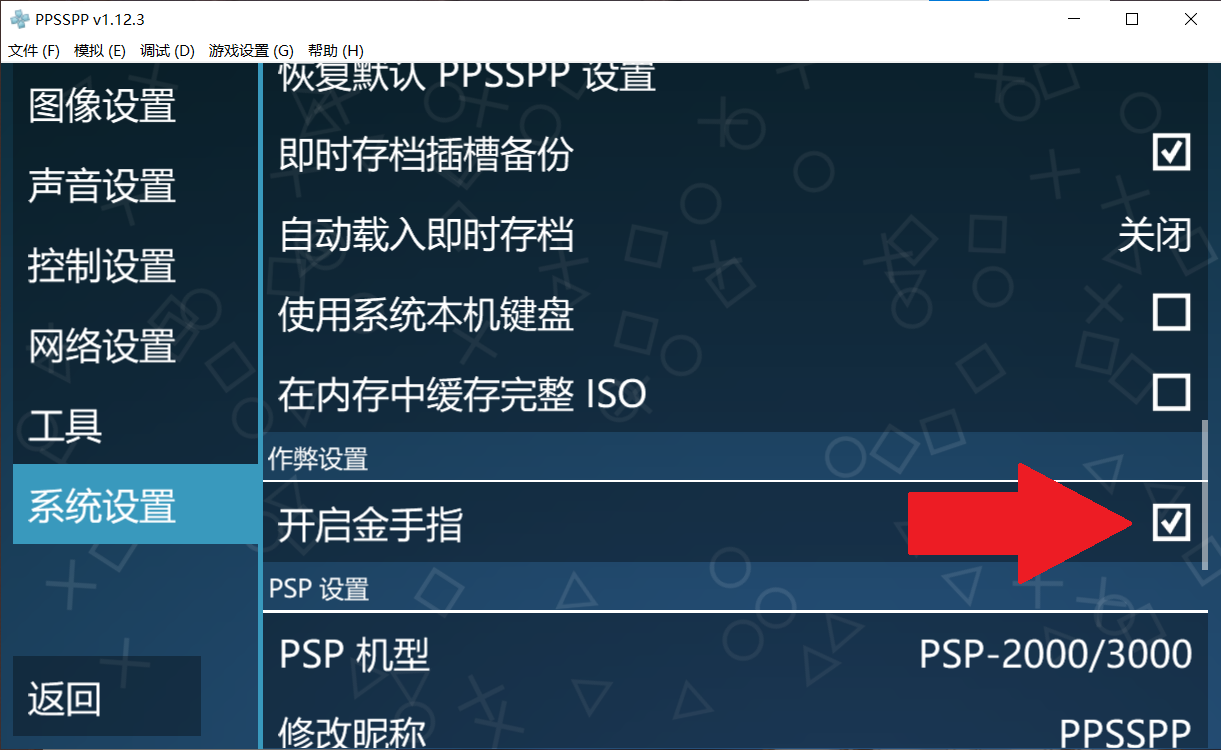 PPSSPP v1.12.3
文件 (F) 模拟 (E) 调试 (D) 游戏设置 (G) 帮助 (H)
图像设置
声音设置
控制设置
网络设置
工具
系统设置
返回
恢复默认 PPSSPP 设置
即时存档插槽备份
自动载入即时存档 关闭
使用系统本机键盘
在内存中缓存完整 ISO
作弊设置
开启金手指
PSP 设置
PSP 机型 PSP-2000/3000
修改昵称 PPSSPP